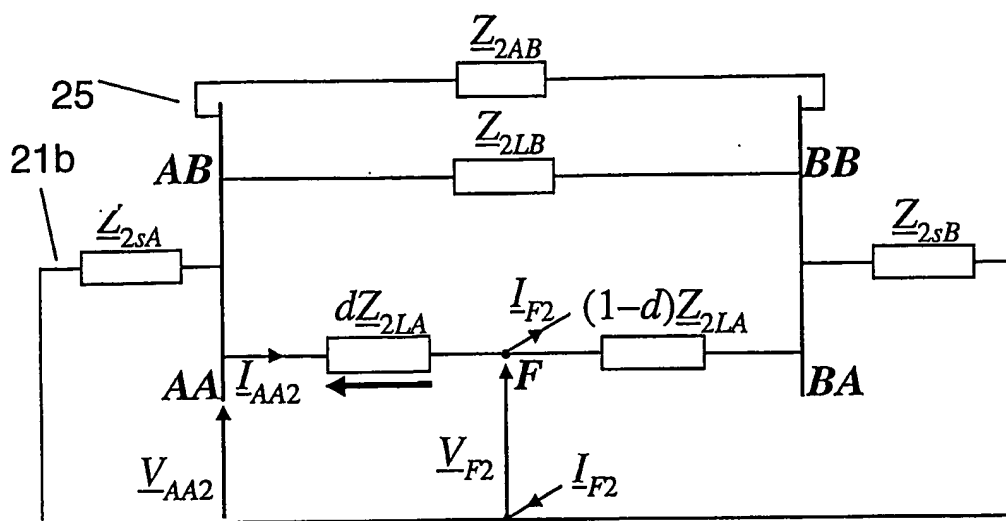 Z2AB
25
Z2LB
21b
AB
BB
Z2sA
Z2sB
dZ2LA
IF2
(1–d)Z2LA
AA
IAA2
F
BA
VAA2
VF2
IF2